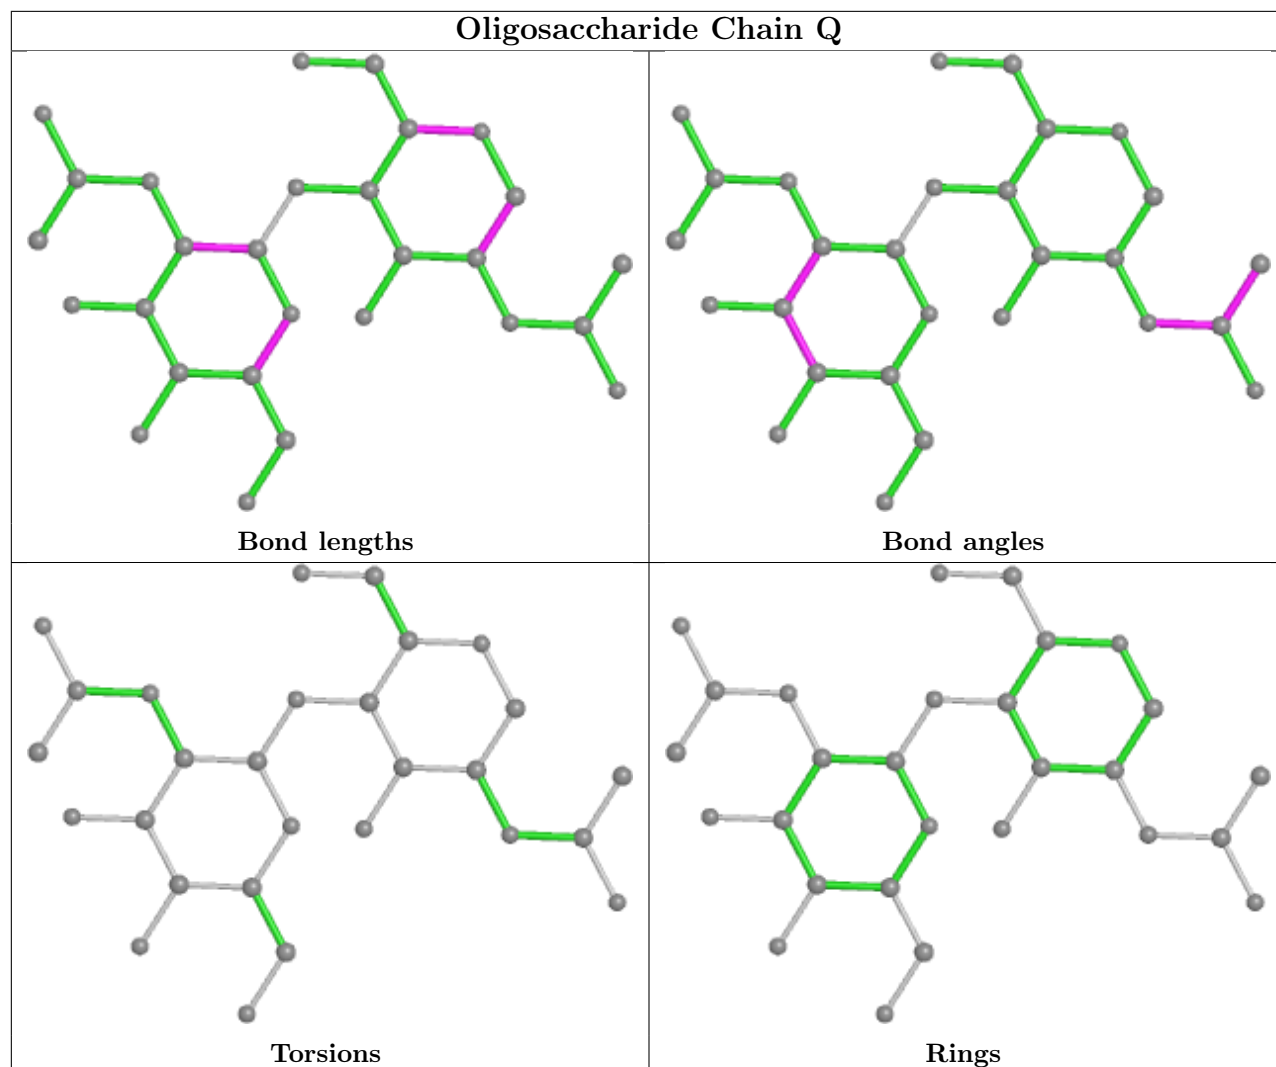 Oligosaccharide Chain Q
Bond lengths
Bond angles
Torsions
Rings